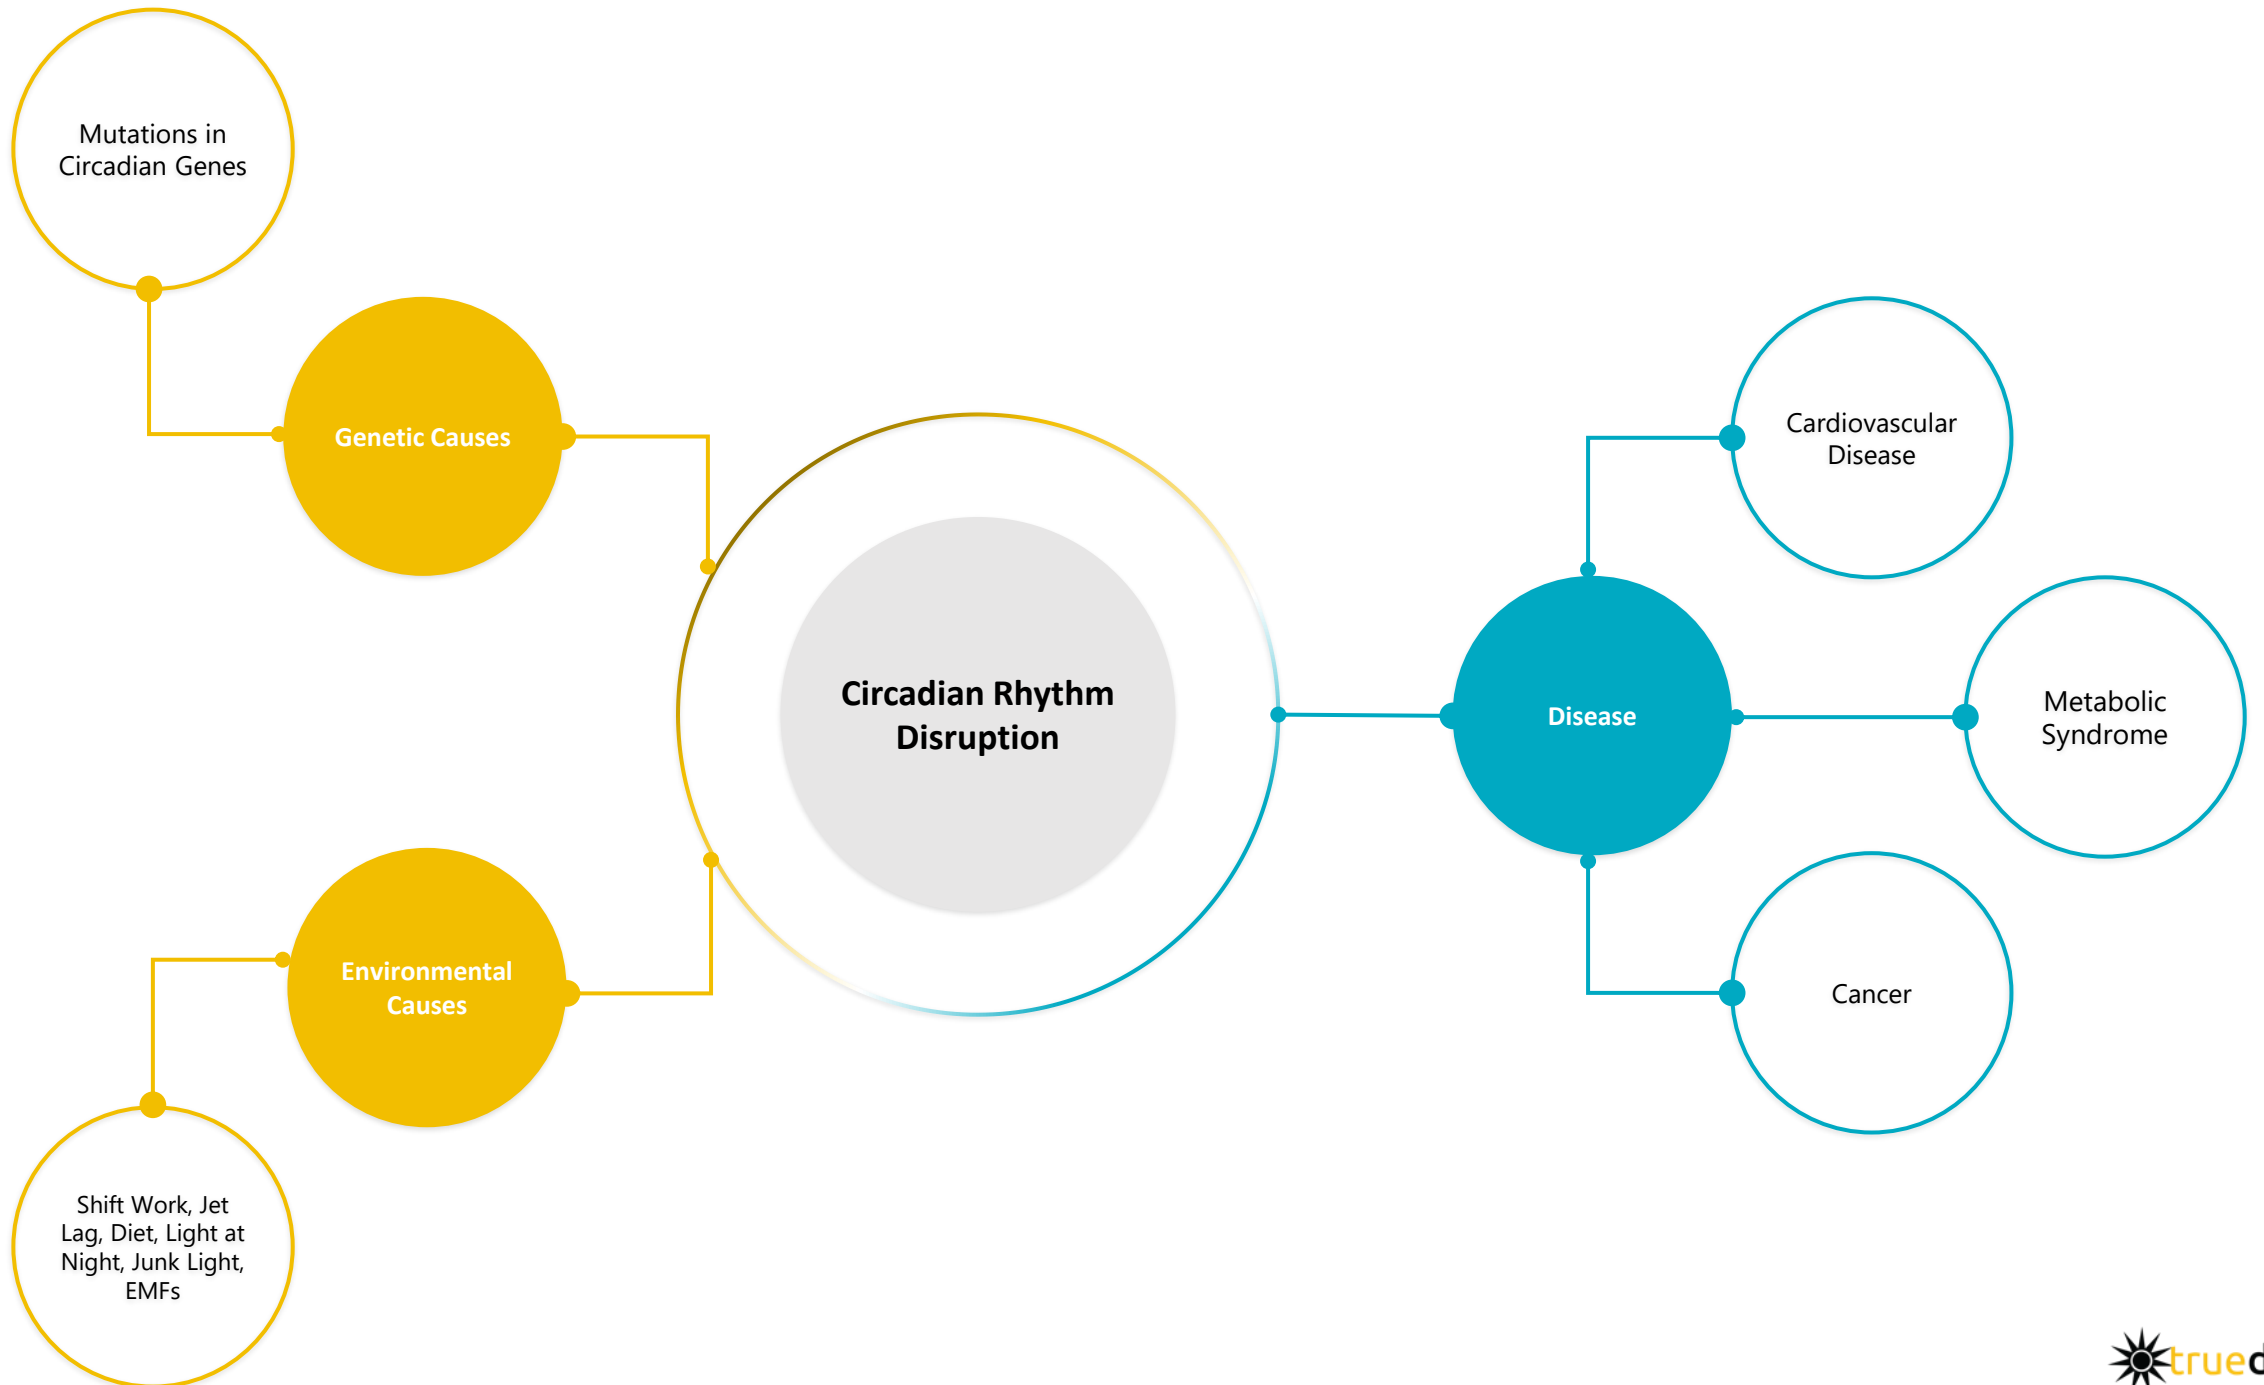 Mutations in
Circadian Genes
Genetic Causes
Cardiovascular
Disease
Circadian Rhythm
Disruption
Disease
Metabolic
Syndrome
Environmental
Causes
Cancer
Shift Work, Jet
Lag, Diet, Light at
Night, Junk Light,
EMFs